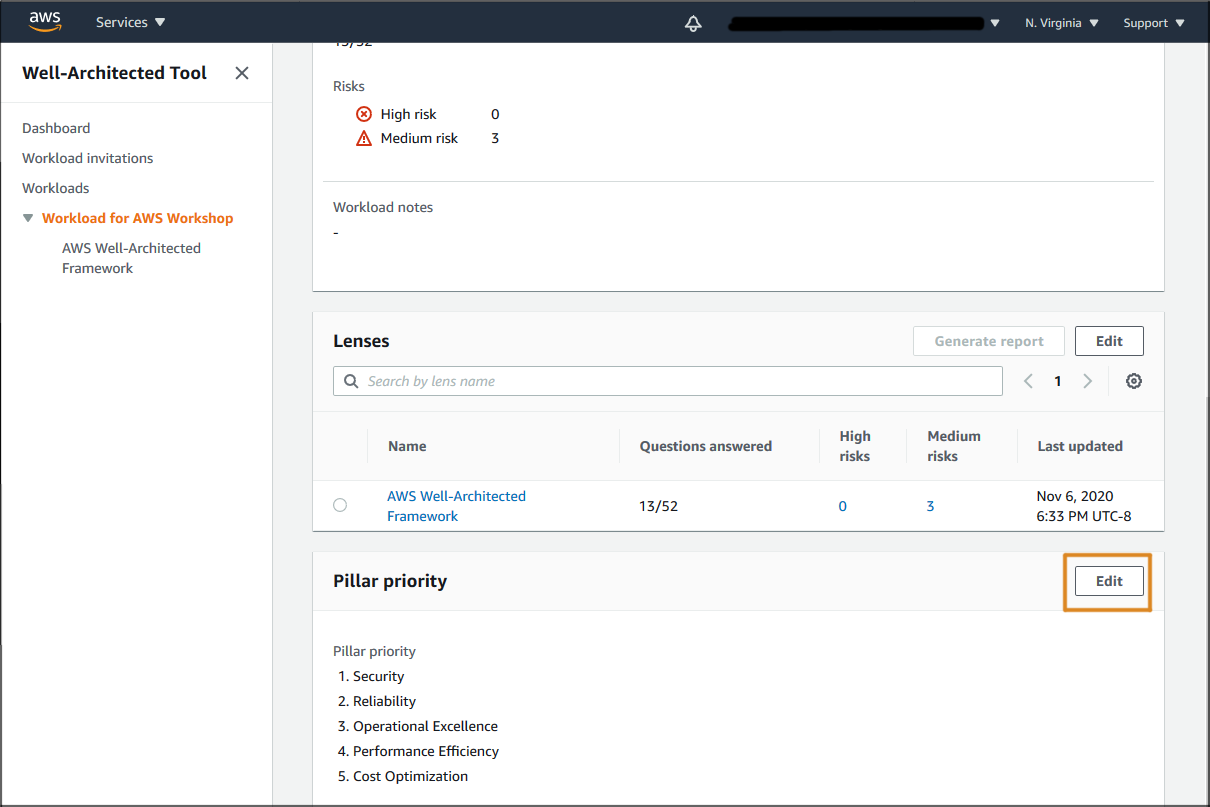 aws
Services
N. Virginia
Support
Well-Architected Tool
Dashboard
Workload invitations
Workloads
Workload for AWS Workshop
AWS Well-Architected
Framework
13/52
Risks
High risk 0
Medium risk 3
Workload notes
-
Lenses
Generate report
Edit
Search by lens name
1
Name
Questions answered
High
risks
Medium
risks
Last updated
AWS Well-Architected
Framework
13/52
0
3
Nov 6, 2020
6:33 PM UTC-8
Pillar priority
Edit
Pillar priority
1. Security
2. Reliability
3. Operational Excellence
4. Performance Efficiency
5. Cost Optimization